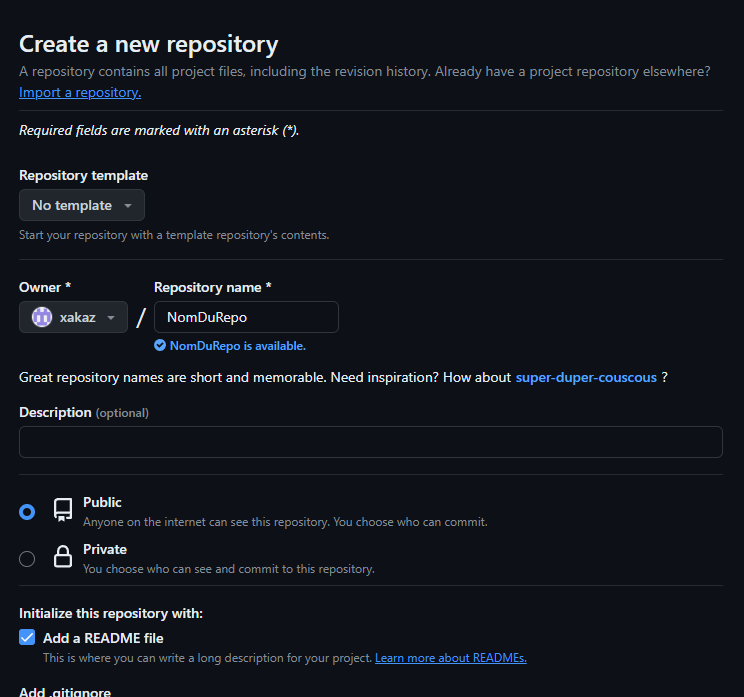 Create a new repository
A repository contains all project files, including the revision history. Already have a project repository elsewhere?
Import a repository.
Required fields are marked with an asterisk (*).
Repository template
No template
Start your repository with a template repository's contents.
Owner *
Repository name *
xakaz
/
NomDuRepo
NomDuRepo is available.
Great repository names are short and memorable. Need inspiration? How about super-duper-couscous ?
Description (optional)
Public
Anyone on the internet can see this repository. You choose who can commit.
Private
You choose who can see and commit to this repository.
Initialize this repository with:
Add a README file
This is where you can write a long description for your project. Learn more about READMEs.
Add .gitignore